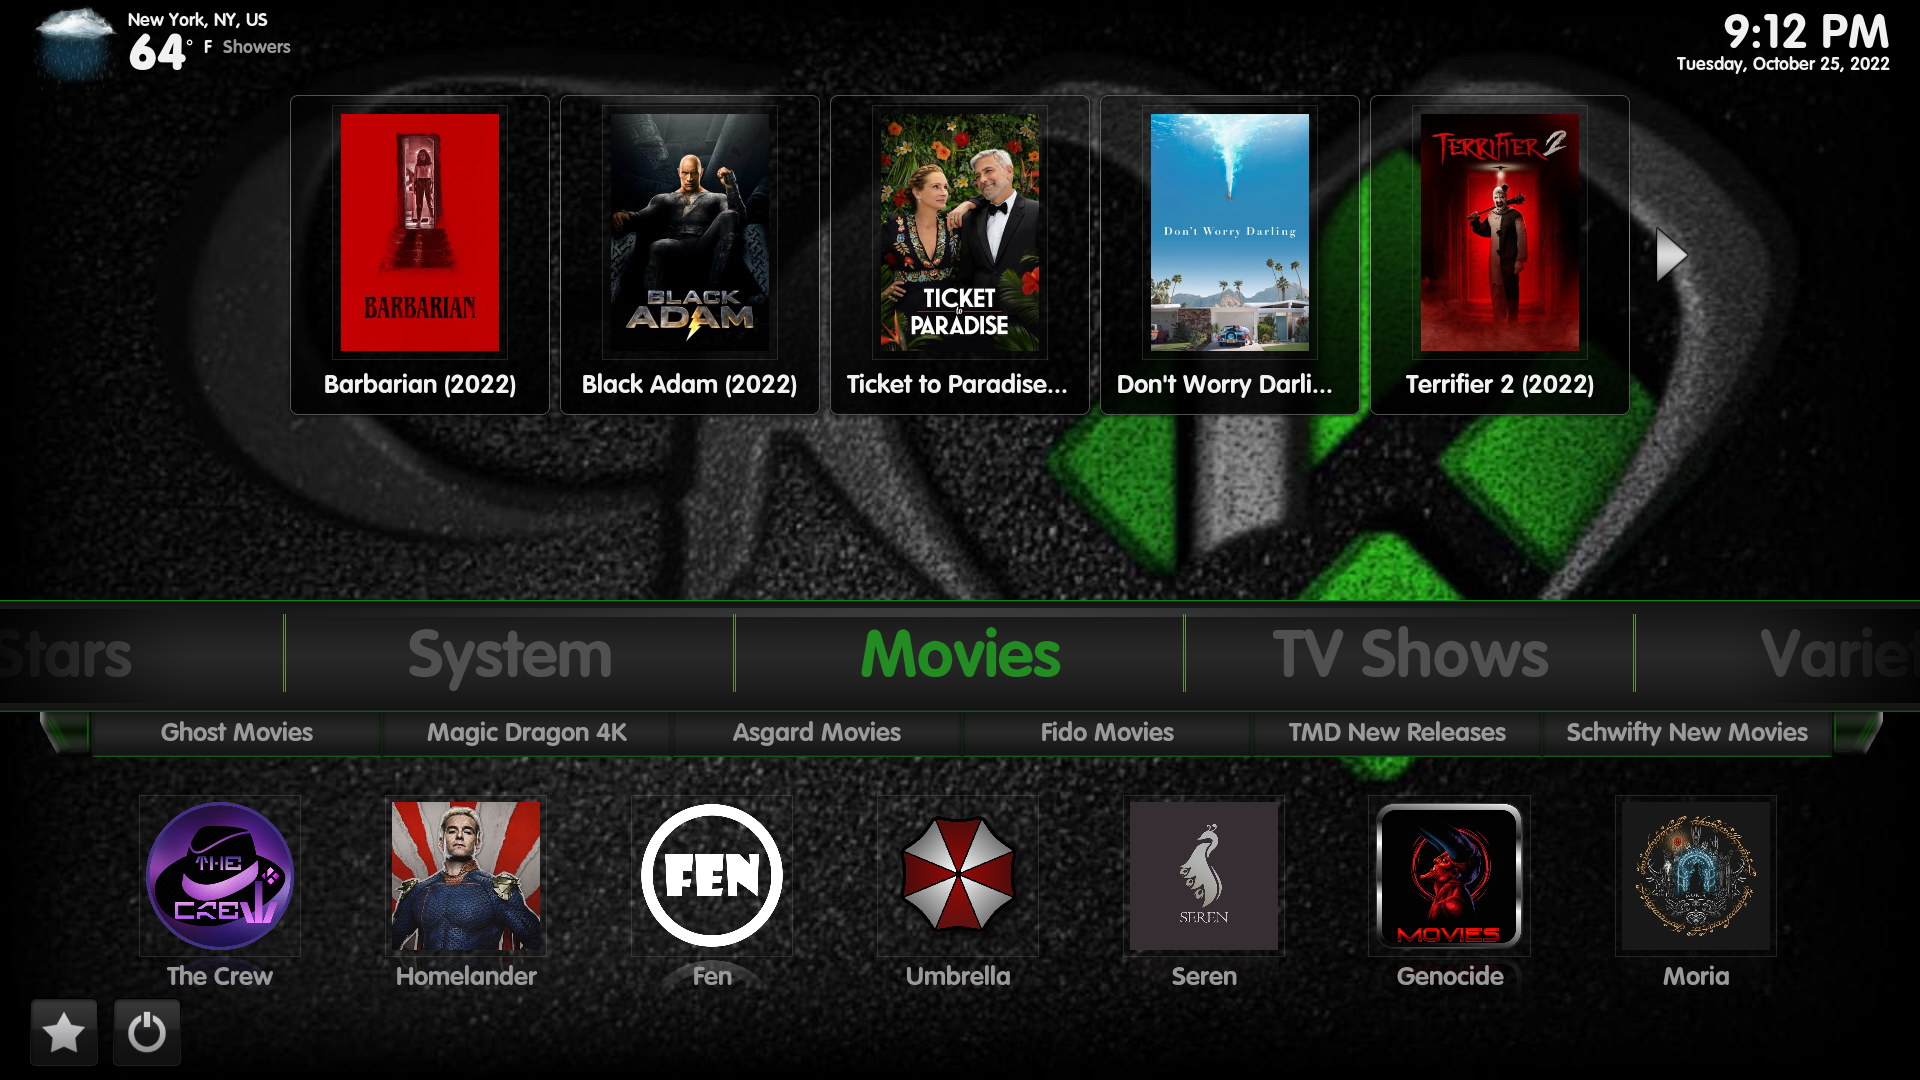 New York, NY, US
64° F Showers
9:12 PM
Tuesday, October 25, 2022
BARBARIAN
BLACK
ADAM
TICKET
to
PARADISE
Don't Worry Darling
TERRIFIER 2
Barbarian (2022)
Black Adam (2022)
Ticket to Paradise...
Don't Worry Darli...
Terrifier 2 (2022)
Stars
System
Movies
TV Shows
Variet
Ghost Movies
Magic Dragon 4K
Asgard Movies
Fido Movies
TMD New Releases
Schwifty New Movies
THE
CREW
FEN
SEREN
MOVIES
The Crew
Homelander
Fen
Umbrella
Seren
Genocide
Moria